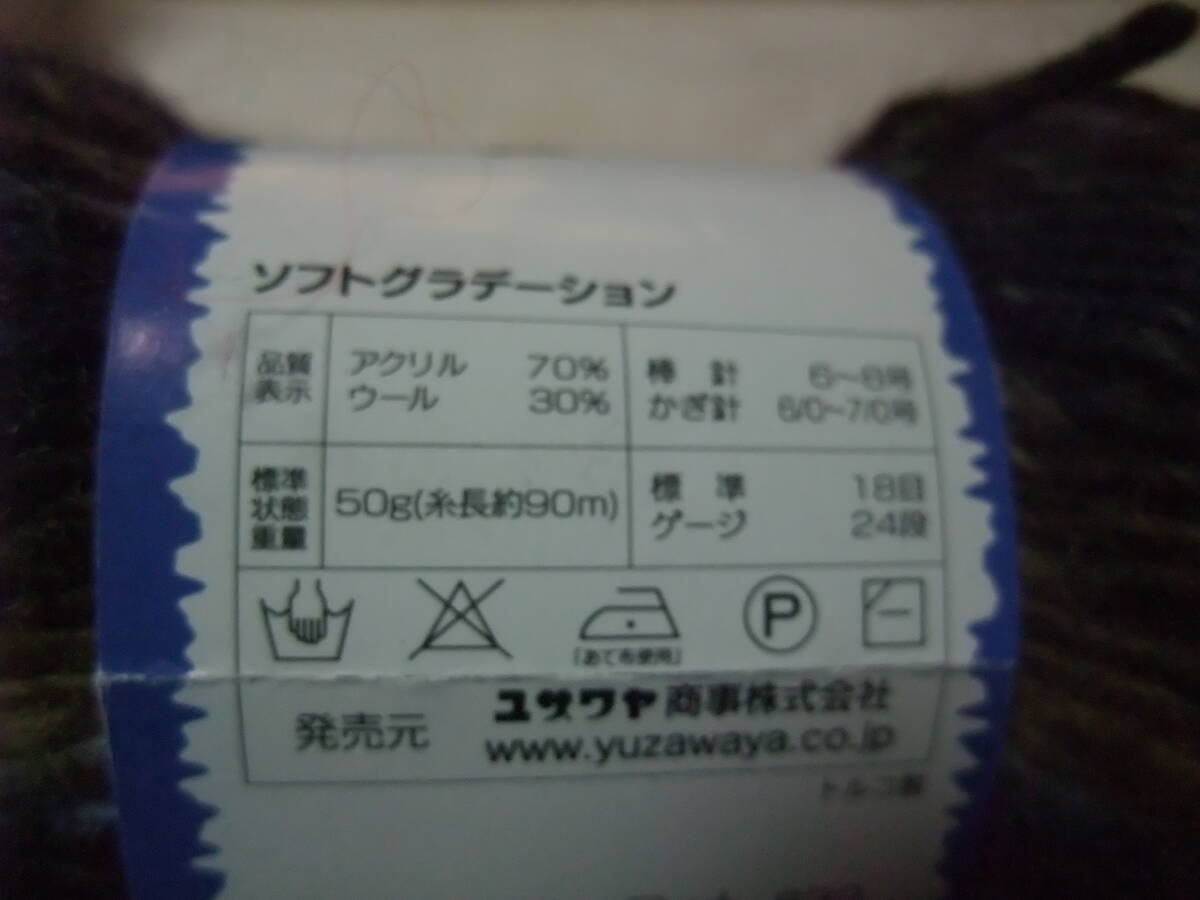 ソフトグラデーション
品質
表示
アクリル 70%
ウール 30%
棒 針 6〜8号
かぎ針 6/0~7/0号
標準
状態
重量
50g(糸長約90m)
標 準 18目
ゲージ 24段
「あて布使用」
P
発売元
ユザワヤ商事株式会社
www.yuzawaya.co.jp
トルコ製